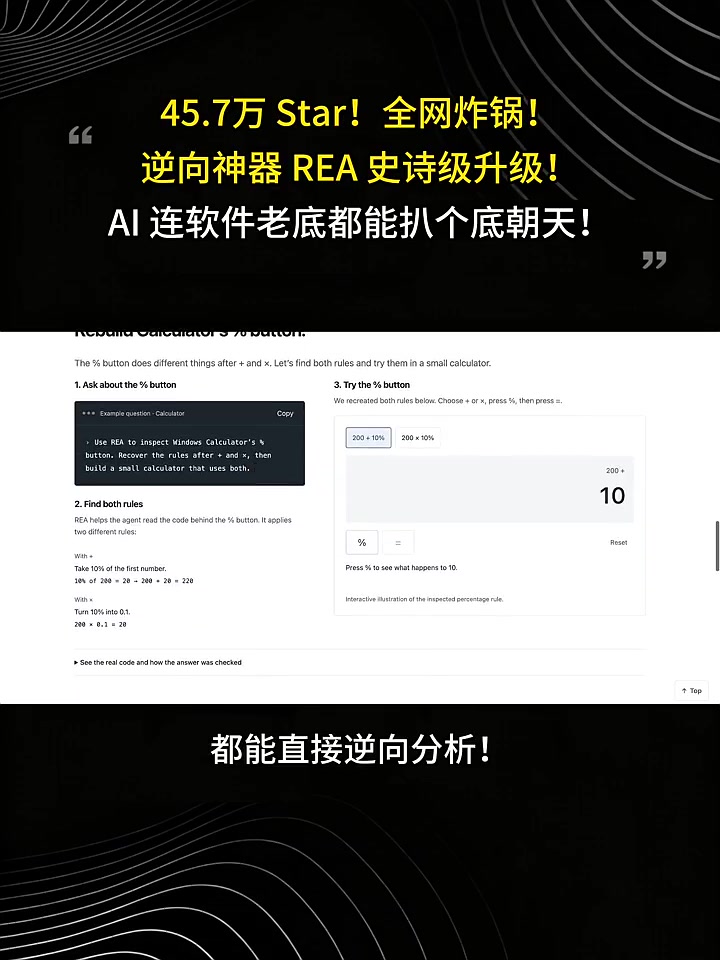 “
45.7万 Star！全网炸锅！
逆向神器 REA 史诗级升级！
AI 连软件老底都能扒个底朝天！
”
Rebuild Calculator's % button.
The % button does different things after + and ×. Let's find both rules and try them in a small calculator.
1. Ask about the % button
Example question · Calculator
Copy
› Use REA to inspect Windows Calculator's %
button. Recover the rules after + and ×, then
build a small calculator that uses both.
2. Find both rules
REA helps the agent read the code behind the % button. It applies
two different rules:
With +
Take 10% of the first number.
10% of 200 = 20 → 200 + 20 = 220
With ×
Turn 10% into 0.1.
200 × 0.1 = 20
3. Try the % button
We recreated both rules below. Choose + or ×, press %, then press =.
200 + 10%
200 × 10%
200 +
10
%
=
Reset
Press % to see what happens to 10.
Interactive illustration of the inspected percentage rule.
▸ See the real code and how the answer was checked
↑ Top
都能直接逆向分析！